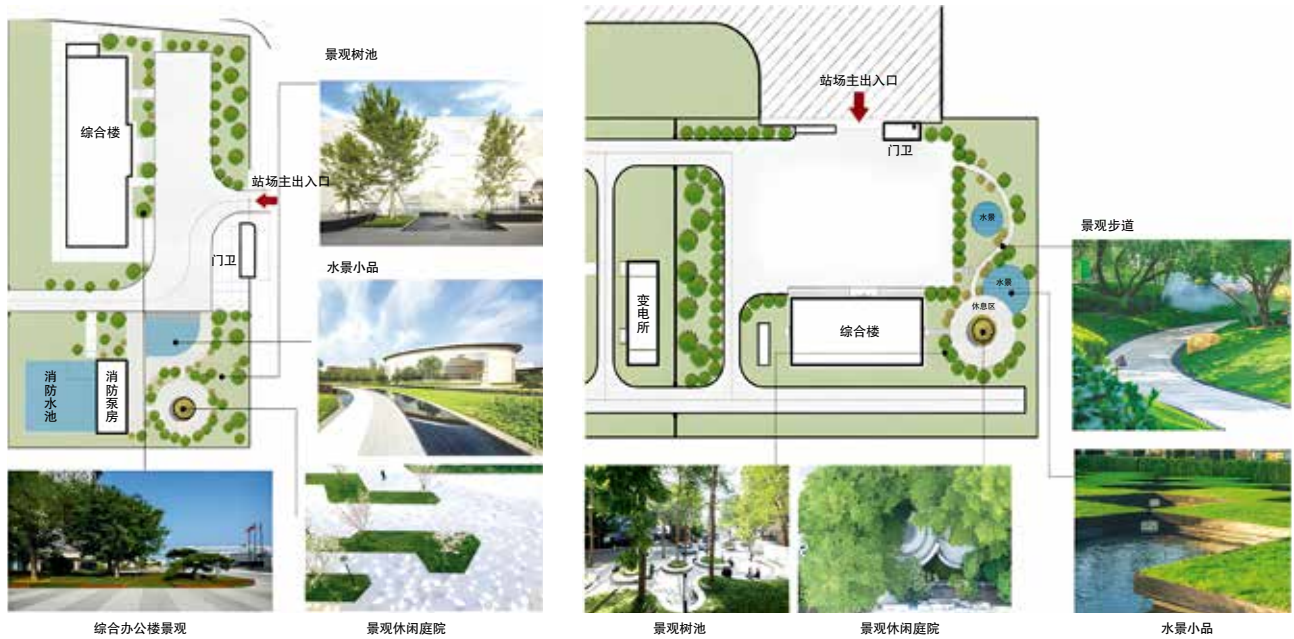 景观树池
综合楼
站场主出入口
门卫
水景小品
消防水池
消防泵房
综合办公楼景观
景观休闲庭院
站场主出入口
门卫
水景
景观步道
水景
休息区
变电所
综合楼
景观树池
景观休闲庭院
水景小品